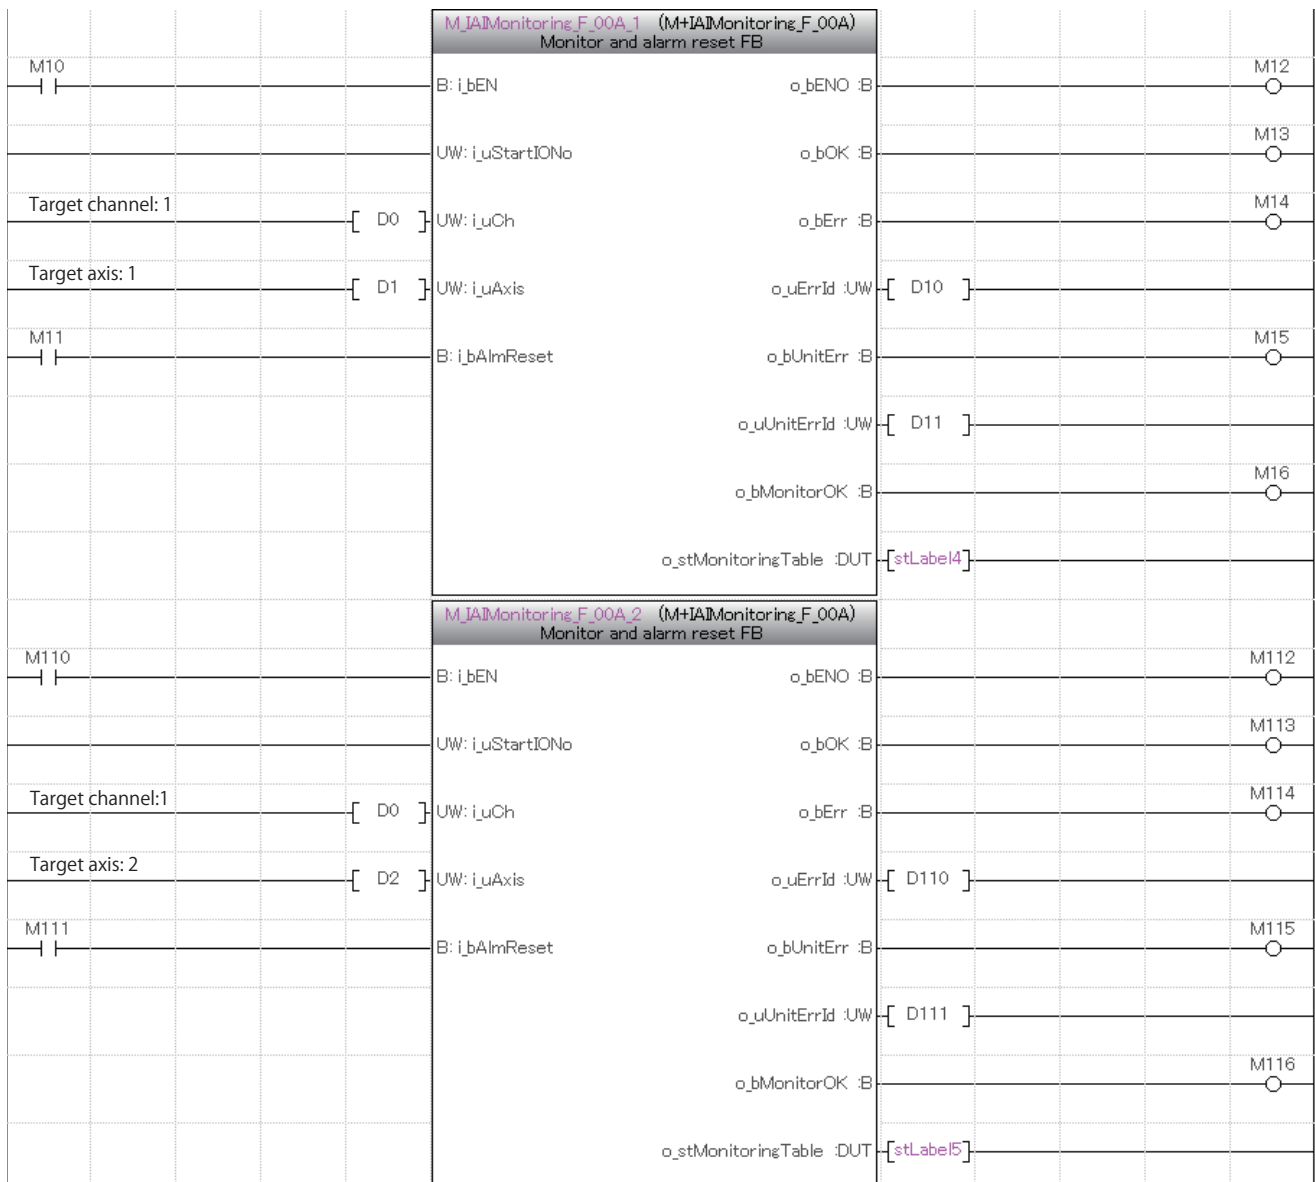 M_IAIMonitoring_F_00A_1 (M+IAIMonitoring_F_00A)
Monitor and alarm reset FB
M10
B: i_bEN
o_bENO :B
M12
UW: i_uStartIONo
o_bOK :B
M13
Target channel: 1
D0
UW: i_uCh
o_bErr :B
M14
Target axis: 1
D1
UW: i_uAxis
o_uErrId :UW
D10
M11
B: i_bAlmReset
o_bUnitErr :B
M15
o_uUnitErrId :UW
D11
o_bMonitorOK :B
M16
o_stMonitoringTable :DUT
stLabel4
M_IAIMonitoring_F_00A_2 (M+IAIMonitoring_F_00A)
Monitor and alarm reset FB
M110
B: i_bEN
o_bENO :B
M112
UW: i_uStartIONo
o_bOK :B
M113
Target channel:1
D0
UW: i_uCh
o_bErr :B
M114
Target axis: 2
D2
UW: i_uAxis
o_uErrId :UW
D110
M111
B: i_bAlmReset
o_bUnitErr :B
M115
o_uUnitErrId :UW
D111
o_bMonitorOK :B
M116
o_stMonitoringTable :DUT
stLabel5